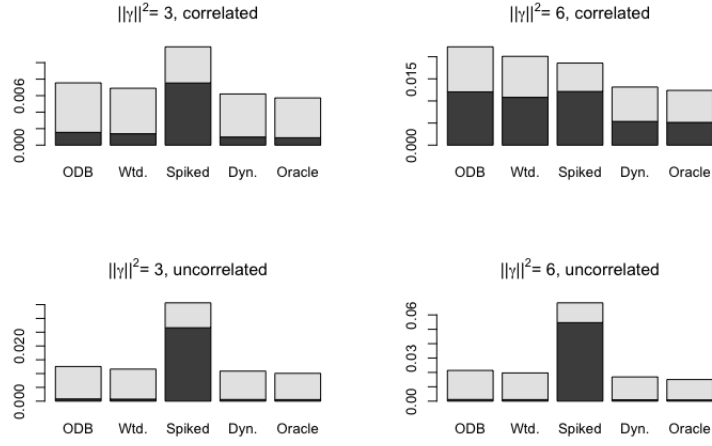 ||γ||²= 3, correlated
0.006
0.000
ODB Wtd. Spiked Dyn. Oracle
||γ||²= 6, correlated
0.015
0.000
ODB Wtd. Spiked Dyn. Oracle
||γ||²= 3, uncorrelated
0.020
0.000
ODB Wtd. Spiked Dyn. Oracle
||γ||²= 6, uncorrelated
0.06
0.03
0.00
ODB Wtd. Spiked Dyn. Oracle